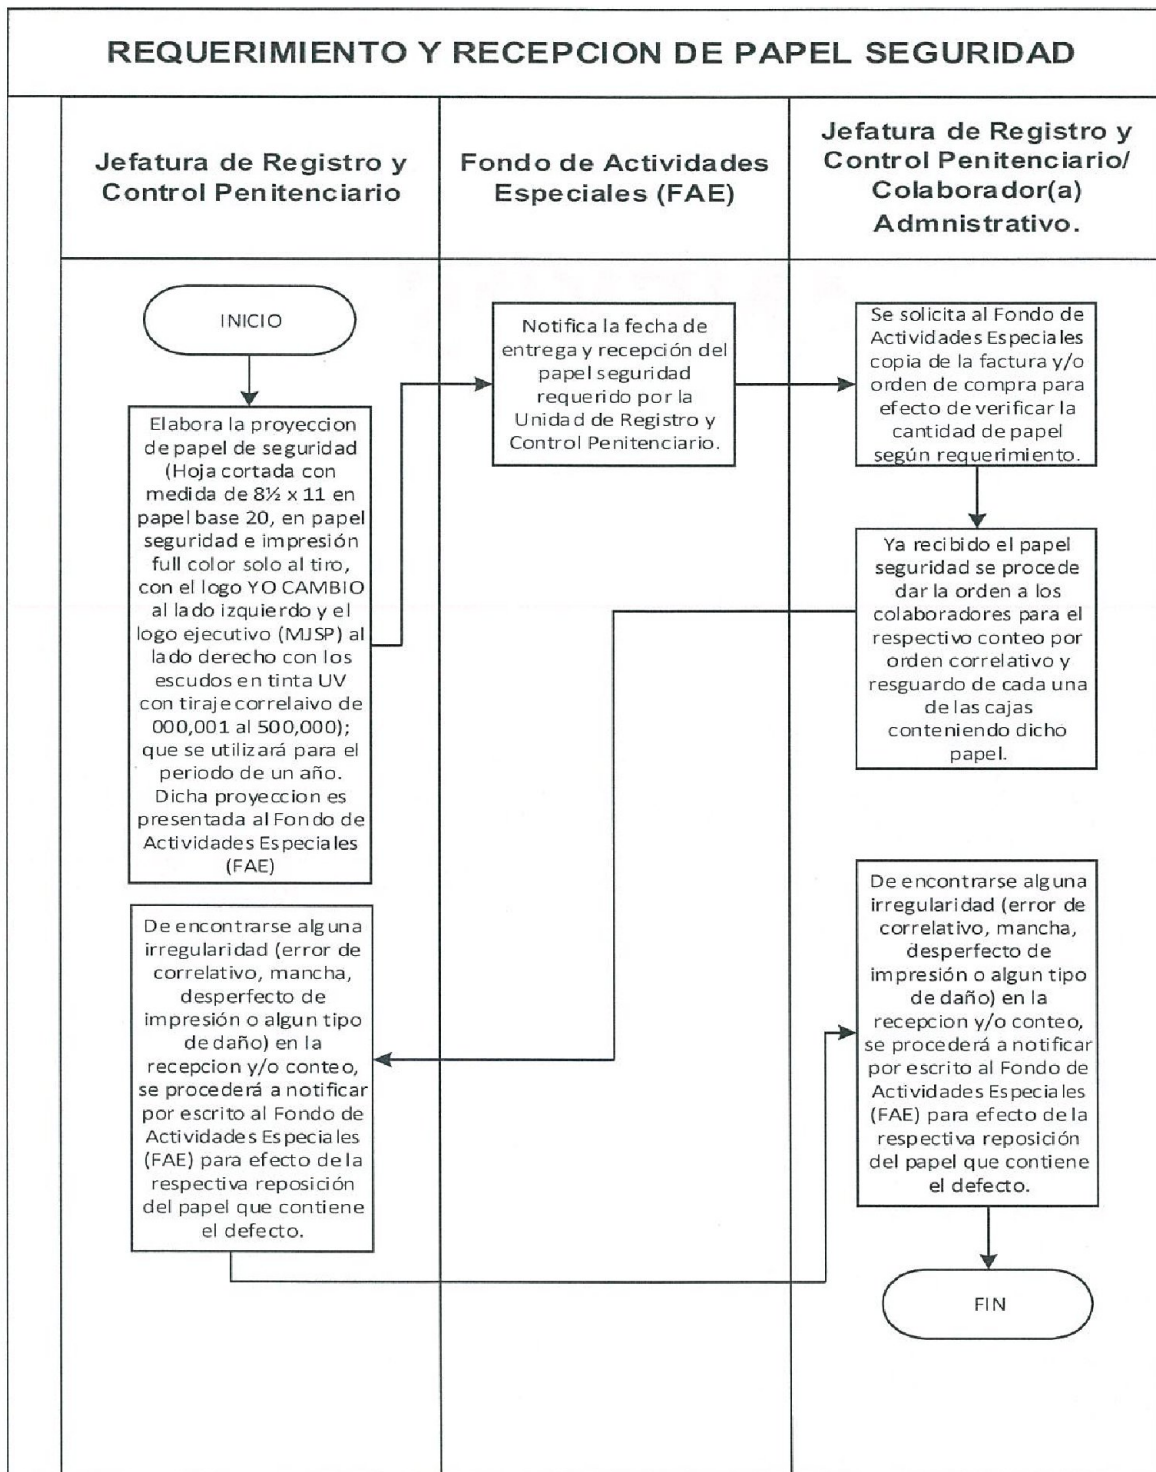 REQUERIMIENTO Y RECEPCION DE PAPEL SEGURIDAD
Jefatura de Registro y
Control Penitenciario
Fondo de Actividades
Especiales (FAE)
Jefatura de Registro y
Control Penitenciario/
Colaborador(a)
Admnistrativo.
INICIO
Elabora la proyeccion
de papel de seguridad
(Hoja cortada con
medida de 8½ x 11 en
papel base 20, en papel
seguridad e impresión
full color solo al tiro,
con el logo YO CAMBIO
al lado izquierdo y el
logo ejecutivo (MJSP) al
lado derecho con los
escudos en tinta UV
con tiraje correlaivo de
000,001 al 500,000);
que se utilizará para el
periodo de un año.
Dicha proyeccion es
presentada al Fondo de
Actividades Especiales
(FAE)
Notifica la fecha de
entrega y recepción del
papel seguridad
requerido por la
Unidad de Registro y
Control Penitenciario.
Se solicita al Fondo de
Actividades Especiales
copia de la factura y/o
orden de compra para
efecto de verificar la
cantidad de papel
según requerimiento.
Ya recibido el papel
seguridad se procede
dar la orden a los
colaboradores para el
respectivo conteo por
orden correlativo y
resguardo de cada una
de las cajas
conteniendo dicho
papel.
De encontrarse alguna
irregularidad (error de
correlativo, mancha,
desperfecto de
impresión o algun tipo
de daño) en la
recepcion y/o conteo,
se procederá a notificar
por escrito al Fondo de
Actividades Especiales
(FAE) para efecto de la
respectiva reposición
del papel que contiene
el defecto.
De encontrarse alguna
irregularidad (error de
correlativo, mancha,
desperfecto de
impresión o algun tipo
de daño) en la
recepcion y/o conteo,
se procederá a notificar
por escrito al Fondo de
Actividades Especiales
(FAE) para efecto de la
respectiva reposición
del papel que contiene
el defecto.
FIN